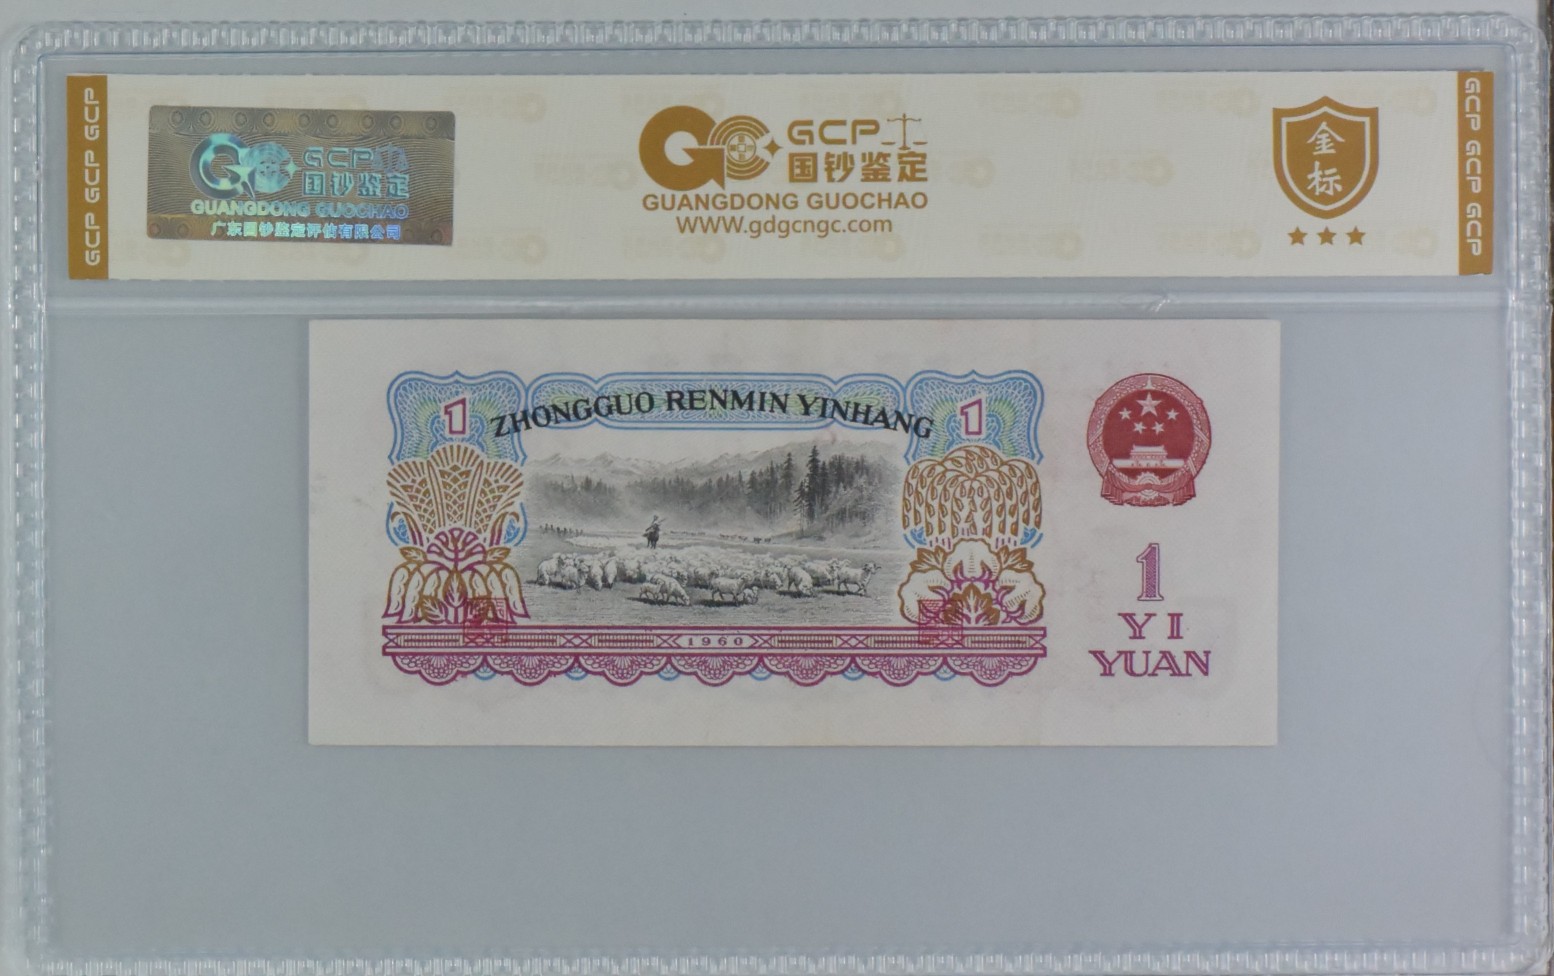 GCP GCP GCP
GCP
国钞鉴定
GUANGDONG GUOCHAO
广东国钞鉴定评估有限公司
GCP
国钞鉴定
GUANGDONG GUOCHAO
WWW.gdgcngc.com
金
标
GCP GCP GCP
1
ZHONGGUO RENMIN YINHANG
1
1960
1
YI
YUAN